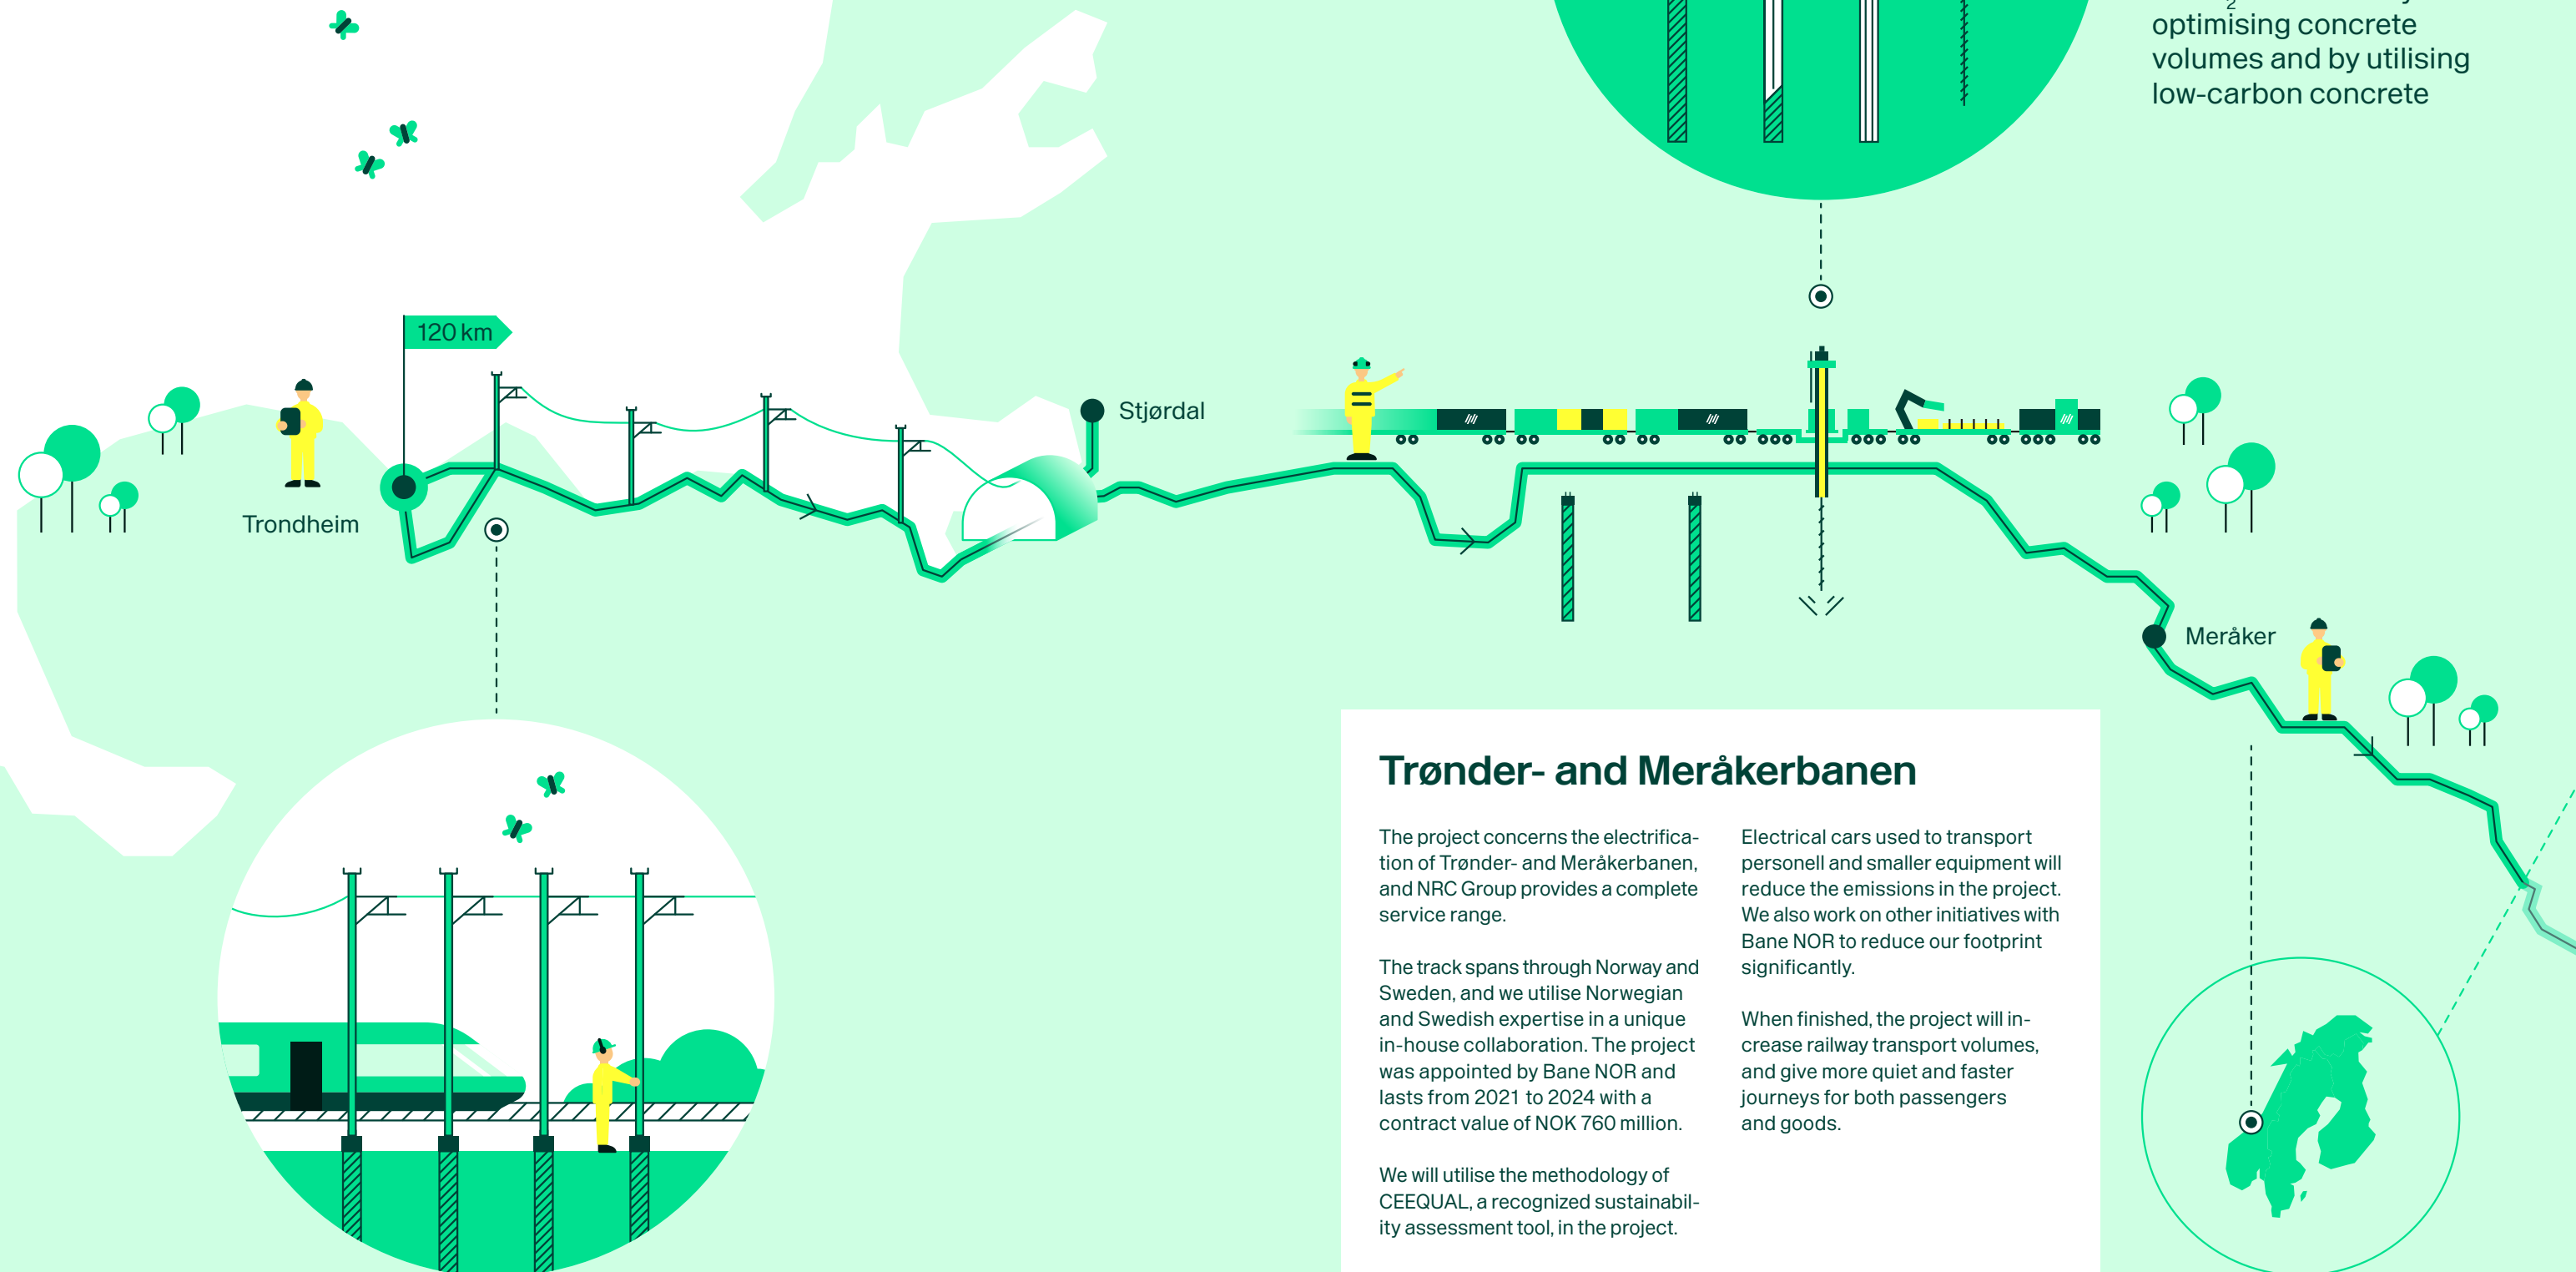 2
optimising concrete
volumes and by utilising
low-carbon concrete
120 km
Stjørdal
Trondheim
Meråker
Trønder- and Meråkerbanen
The project concerns the electrifica-
tion of Trønder- and Meråkerbanen,
and NRC Group provides a complete
service range.
The track spans through Norway and
Sweden, and we utilise Norwegian
and Swedish expertise in a unique
in-house collaboration. The project
was appointed by Bane NOR and
lasts from 2021 to 2024 with a
contract value of NOK 760 million.
We will utilise the methodology of
CEEQUAL, a recognized sustainabil-
ity assessment tool, in the project.
Electrical cars used to transport
personell and smaller equipment will
reduce the emissions in the project.
We also work on other initiatives with
Bane NOR to reduce our footprint
significantly.
When finished, the project will in-
crease railway transport volumes,
and give more quiet and faster
journeys for both passengers
and goods.